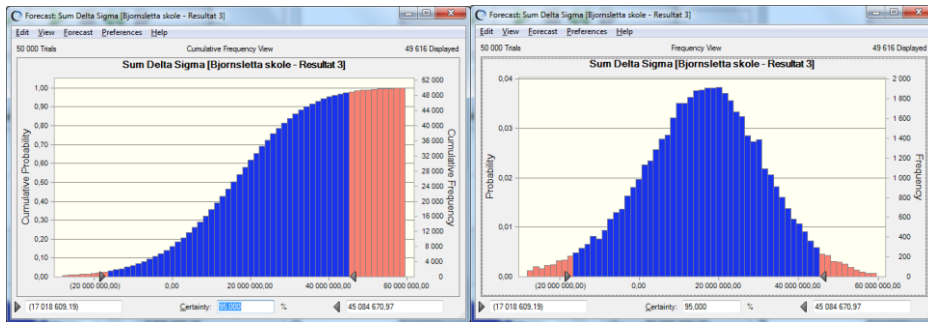 Forecast: Sum Delta Sigma [Bjornsletta skole - Resultat 3]
Edit View Forecast Preferences Help
50 000 Trials Cumulative Frequency View 49 616 Displayed
Sum Delta Sigma [Bjornsletta skole - Resultat 3]
Cumulative Probability
1,00
0,90
0,80
0,70
0,60
0,50
0,40
0,30
0,20
0,10
0,00
52 000
48 000
44 000
40 000
36 000
32 000
28 000
24 000
20 000
16 000
12 000
8 000
4 000
0
Cumulative Frequency
(20 000 000,00) 0,00 20 000 000,00 40 000 000,00 60 000 000,00
(17 018 609,19) Certainty: 95,000 % 45 084 670,97
Forecast: Sum Delta Sigma [Bjornsletta skole - Resultat 3]
Edit View Forecast Preferences Help
50 000 Trials Frequency View 49 616 Displayed
Sum Delta Sigma [Bjornsletta skole - Resultat 3]
Probability
0,04
0,03
0,02
0,01
0,00
2 000
1 800
1 600
1 400
1 200
1 000
800
600
400
200
0
Frequency
(20 000 000,00) 0,00 20 000 000,00 40 000 000,00 60 000 000,00
(17 018 609,19) Certainty: 95,000 % 45 084 670,97